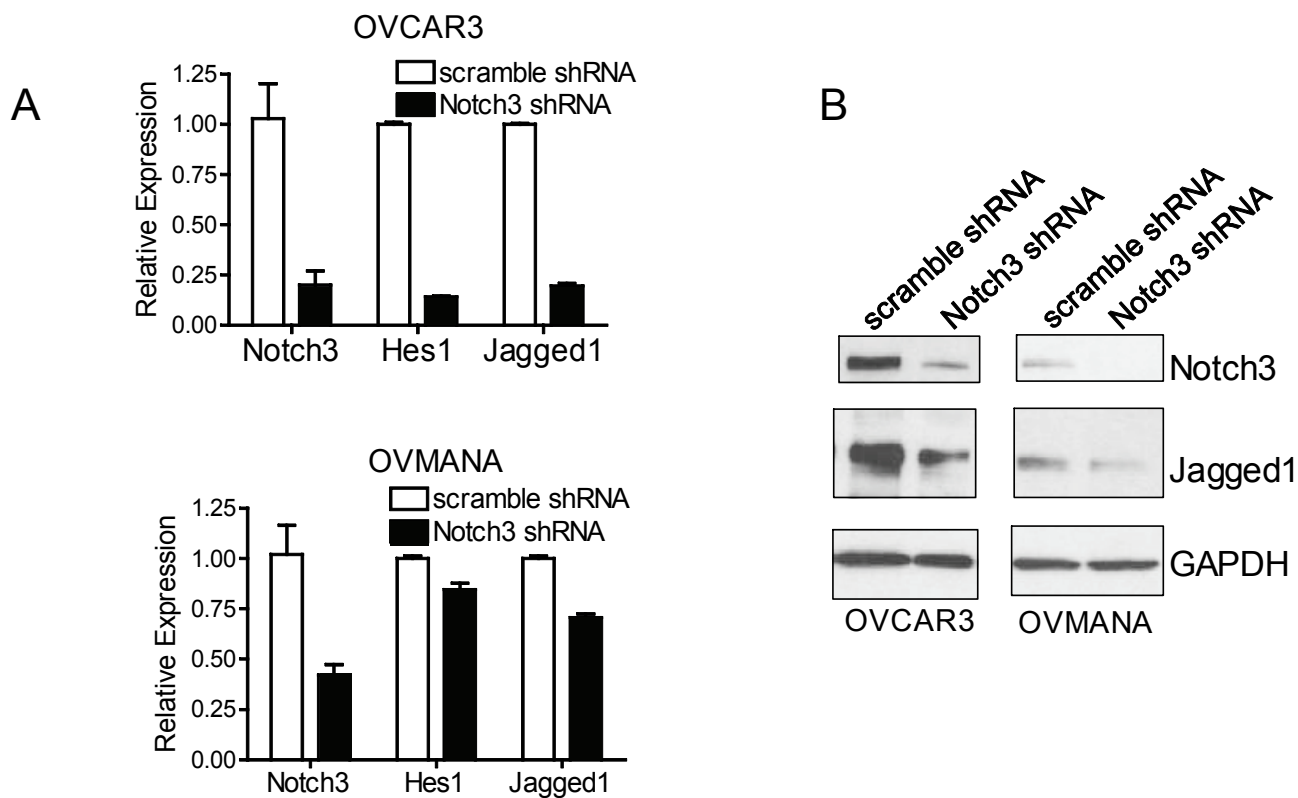 A
OVCAR3
scramble shRNA
Notch3 shRNA
Relative Expression
1.25
1.00
0.75
0.50
0.25
0.00
Notch3 Hes1 Jagged1
OVMANA
scramble shRNA
Notch3 shRNA
Relative Expression
1.25
1.00
0.75
0.50
0.25
0.00
Notch3 Hes1 Jagged1
B
scramble shRNA
Notch3 shRNA
scramble shRNA
Notch3 shRNA
Notch3
Jagged1
GAPDH
OVCAR3 OVMANA